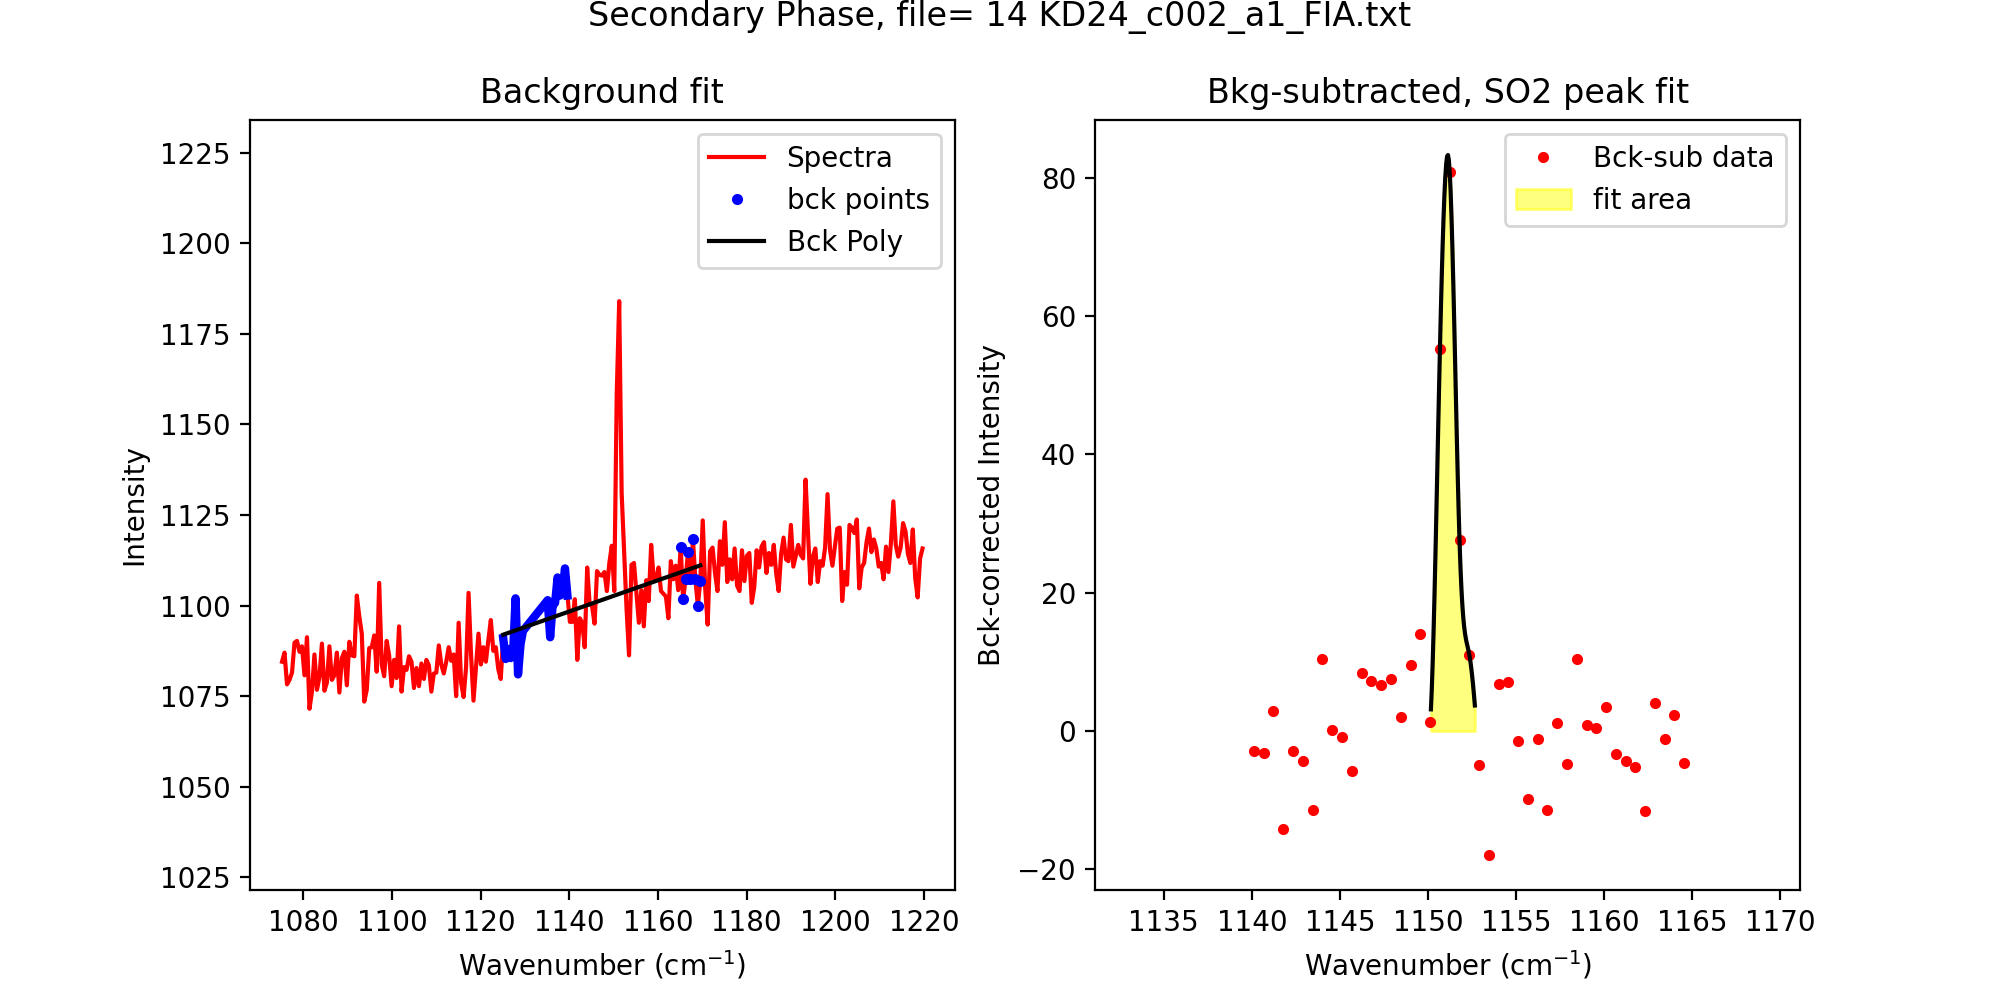 Secondary Phase, file= 14 KD24_c002_a1_FIA.txt
Background fit
Spectra
bck points
Bck Poly
1225
1200
1175
1150
1125
1100
1075
1050
1025
Intensity
1080 1100 1120 1140 1160 1180 1200 1220
Wavenumber (cm⁻¹)
Bkg-subtracted, SO2 peak fit
Bck-sub data
fit area
80
60
40
20
0
−20
Bck-corrected Intensity
1135 1140 1145 1150 1155 1160 1165 1170
Wavenumber (cm⁻¹)